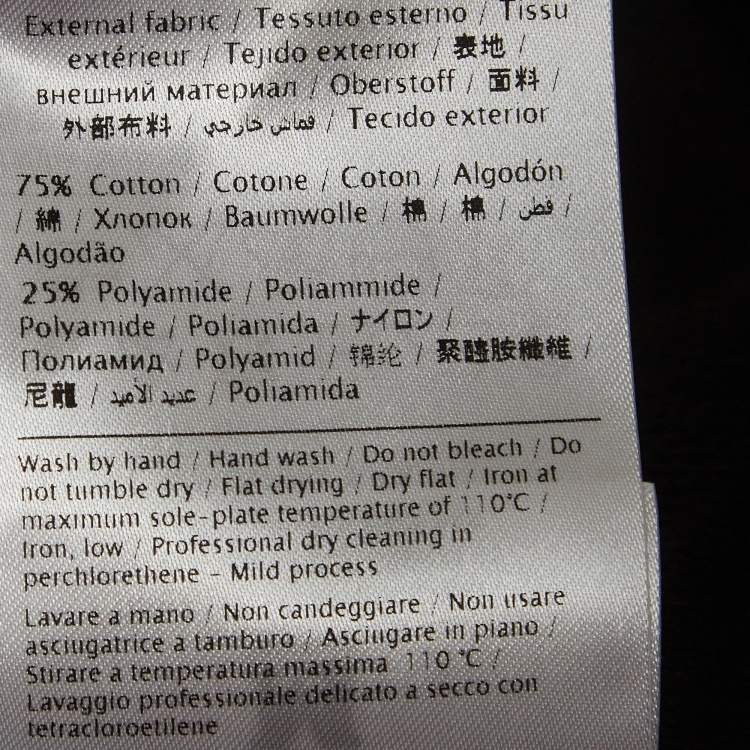 External fabric / Tessuto esterno / Tissu
extérieur / Tejido exterior / 表地 /
внешний материал / Oberstoff / 面料 /
外部布料 / قماش خارجي / Tecido exterior
75% Cotton / Cotone / Coton / Algodón
/ 綿 / Хлопок / Baumwolle / 棉 / 棉 / قطن /
Algodão
25% Polyamide / Poliammide /
Polyamide / Poliamida / ナイロン /
Полиамид / Polyamid / 锦纶 / 聚醯胺纖維 /
尼龍 / عديد الأميد / Poliamida
Wash by hand / Hand wash / Do not bleach / Do
not tumble dry / Flat drying / Dry flat / Iron at
maximum sole-plate temperature of 110°C /
Iron, low / Professional dry cleaning in
perchlorethene - Mild process
Lavare a mano / Non candeggiare / Non usare
asciugatrice a tamburo / Asciugare in piano /
Stirare a temperatura massima 110 °C /
Lavaggio professionale delicato a secco con
tetracloroetilene